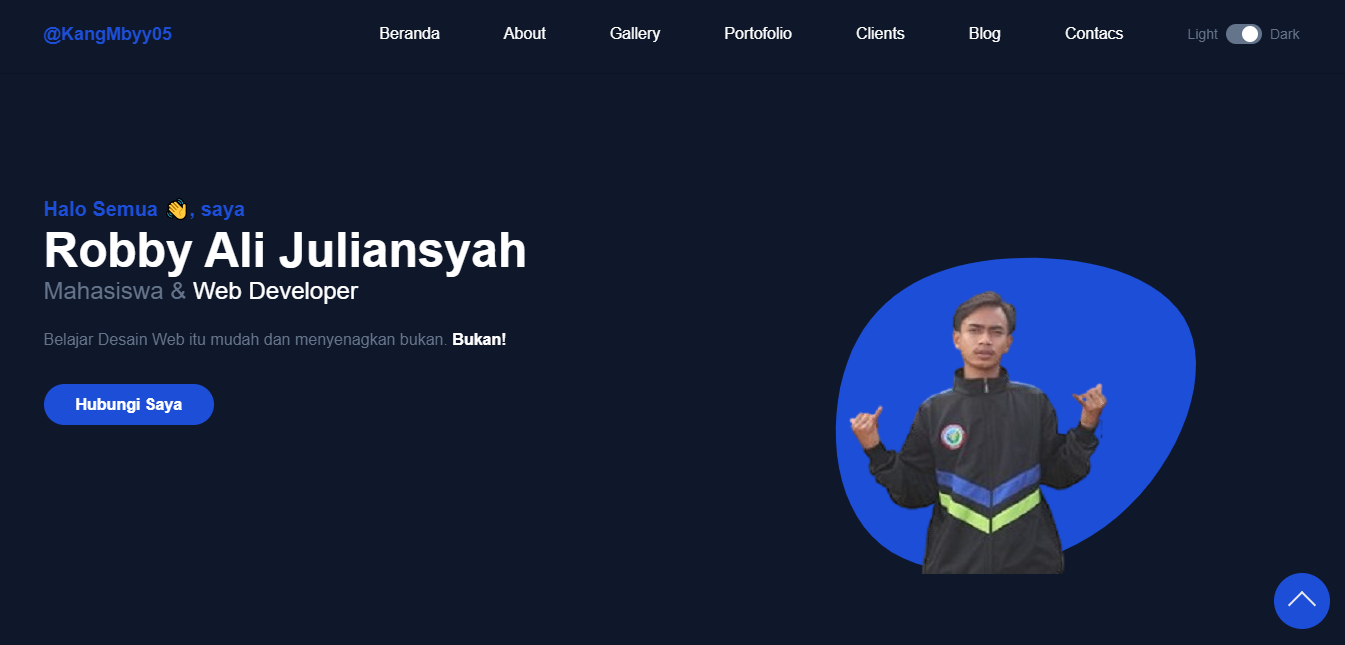 @KangMbyy05 Beranda About Gallery Portofolio Clients Blog Contacs Light Dark
Halo Semua 👋, saya
Robby Ali Juliansyah
Mahasiswa & Web Developer
Belajar Desain Web itu mudah dan menyenagkan bukan. Bukan!
Hubungi Saya